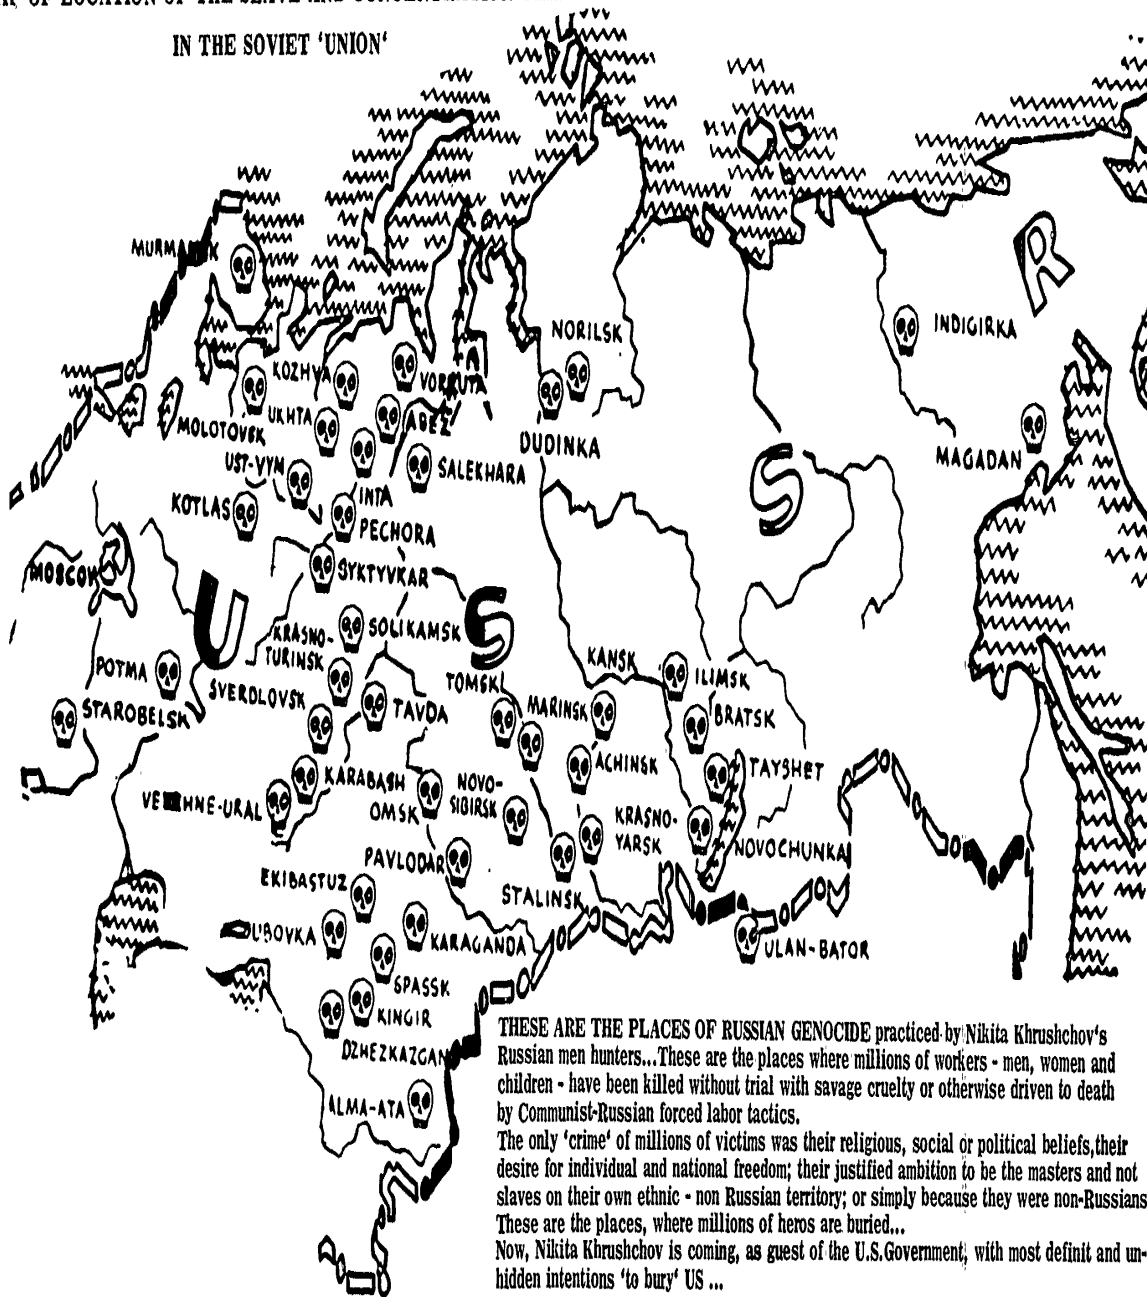 OF LOCATION OF THE SLAVE AND
IN THE SOVIET 'UNION'
MURMANSK
R
INDIGIRKA
NORILSK
KOZHVA
VORKUTA
UKHTA
ABEZ
MOLOTOVSK
DUDINKA
MAGADAN
UST-VYM
SALEKHARA
S
INTA
KOTLAS
PECHORA
MOSCOW
SYKTYVKAR
U
S
SOLIKAMSK
KRASNO-
TURINSK
KANSK
POTMA
SVERDLOVSK
TOMSK
ILIMSK
MARINSK
STAROBELSK
TAVDA
BRATSK
ACHINSK
TAYSHET
KARABASH
NOVO-
SIBIRSK
VERHNE-URAL
OMSK
KRASNO-
YARSK
NOVOCHUNKA
PAVLODAR
EKIBASTUZ
STALINSK
UBOVKA
KARAGANDA
ULAN-BATOR
SPASSK
KINGIR
DZHEZKAZGAN
ALMA-ATA
THESE ARE THE PLACES OF RUSSIAN GENOCIDE practiced by Nikita Khrushchov's
Russian men hunters...These are the places where millions of workers - men, women and
children - have been killed without trial with savage cruelty or otherwise driven to death
by Communist-Russian forced labor tactics.
The only 'crime' of millions of victims was their religious, social or political beliefs,their
desire for individual and national freedom; their justified ambition to be the masters and not
slaves on their own ethnic - non Russian territory; or simply because they were non-Russians
These are the places, where millions of heros are buried...
Now, Nikita Khrushchov is coming, as guest of the U.S.Government, with most definit and un-
hidden intentions 'to bury' US ...